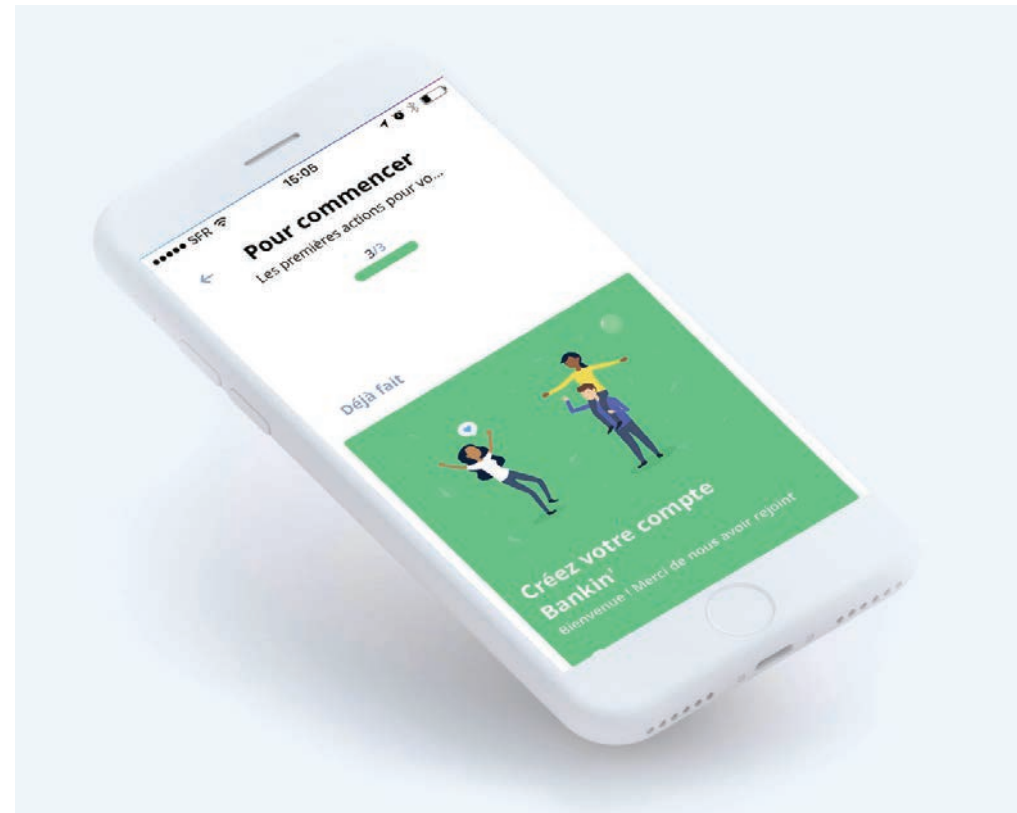 ●●●●● SFR 15:05
Pour commencer
Les premières actions pour vo...
3/3
Déjà fait
Créez votre compte
Bankin'
Bienvenue ! Merci de nous avoir rejoint